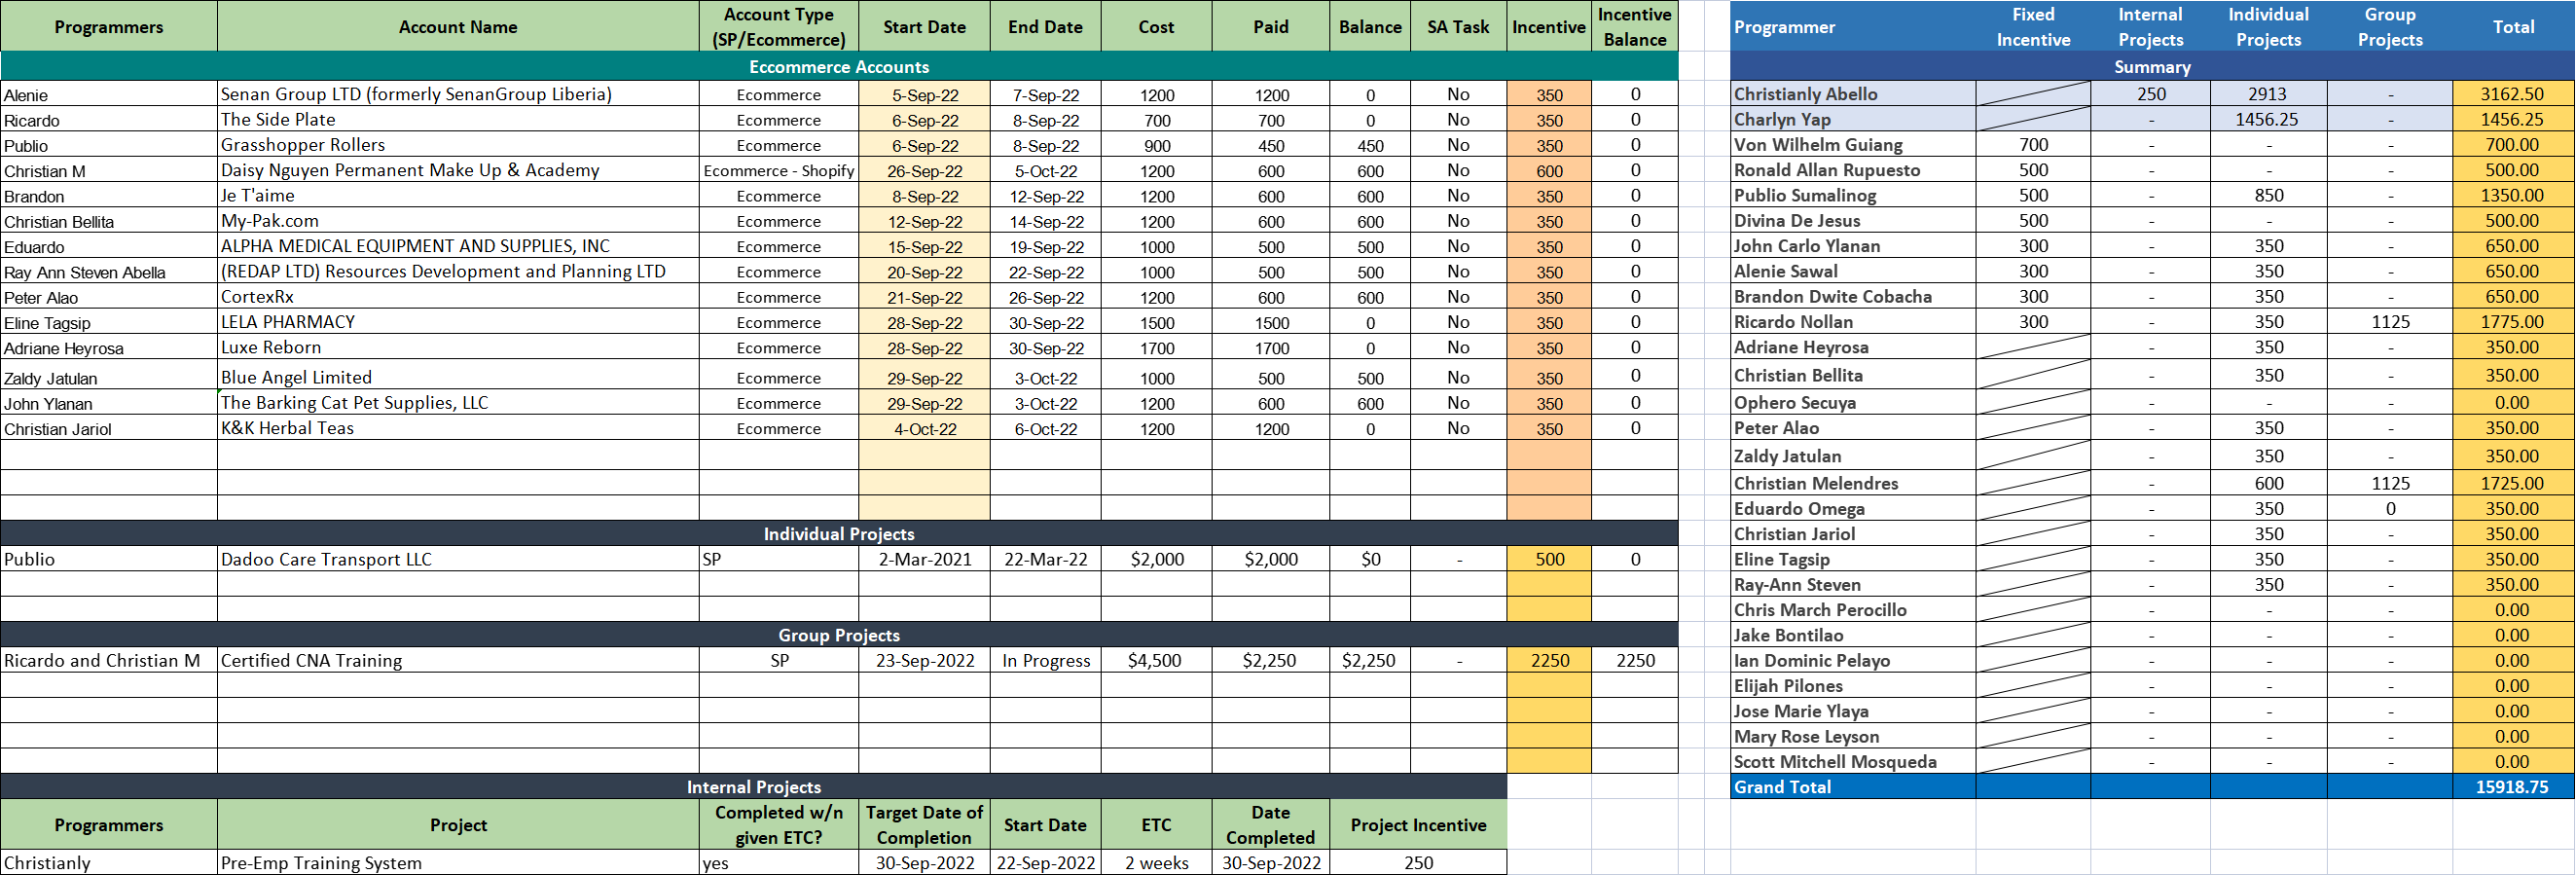 Programmers Account Name Account Type (SP/Ecommerce) Start Date End Date Cost Paid Balance SA Task Incentive Incentive Balance
Eccommerce Accounts
Alenie Senan Group LTD (formerly SenanGroup Liberia) Ecommerce 5-Sep-22 7-Sep-22 1200 1200 0 No 350 0
Ricardo The Side Plate Ecommerce 6-Sep-22 8-Sep-22 700 700 0 No 350 0
Publio Grasshopper Rollers Ecommerce 6-Sep-22 8-Sep-22 900 450 450 No 350 0
Christian M Daisy Nguyen Permanent Make Up & Academy Ecommerce - Shopify 26-Sep-22 5-Oct-22 1200 600 600 No 600 0
Brandon Je T'aime Ecommerce 8-Sep-22 12-Sep-22 1200 600 600 No 350 0
Christian Bellita My-Pak.com Ecommerce 12-Sep-22 14-Sep-22 1200 600 600 No 350 0
Eduardo ALPHA MEDICAL EQUIPMENT AND SUPPLIES, INC Ecommerce 15-Sep-22 19-Sep-22 1000 500 500 No 350 0
Ray Ann Steven Abella (REDAP LTD) Resources Development and Planning LTD Ecommerce 20-Sep-22 22-Sep-22 1000 500 500 No 350 0
Peter Alao CortexRx Ecommerce 21-Sep-22 26-Sep-22 1200 600 600 No 350 0
Eline Tagsip LELA PHARMACY Ecommerce 28-Sep-22 30-Sep-22 1500 1500 0 No 350 0
Adriane Heyrosa Luxe Reborn Ecommerce 28-Sep-22 30-Sep-22 1700 1700 0 No 350 0
Zaldy Jatulan Blue Angel Limited Ecommerce 29-Sep-22 3-Oct-22 1000 500 500 No 350 0
John Ylanan The Barking Cat Pet Supplies, LLC Ecommerce 29-Sep-22 3-Oct-22 1200 600 600 No 350 0
Christian Jariol K&K Herbal Teas Ecommerce 4-Oct-22 6-Oct-22 1200 1200 0 No 350 0
Individual Projects
Publio Dadoo Care Transport LLC SP 2-Mar-2021 22-Mar-22 $2,000 $2,000 $0 - 500 0
Group Projects
Ricardo and Christian M Certified CNA Training SP 23-Sep-2022 In Progress $4,500 $2,250 $2,250 - 2250 2250
Internal Projects
Programmers Project Completed w/n given ETC? Target Date of Completion Start Date ETC Date Completed Project Incentive
Christianly Pre-Emp Training System yes 30-Sep-2022 22-Sep-2022 2 weeks 30-Sep-2022 250
Programmer Fixed Incentive Internal Projects Individual Projects Group Projects Total
Summary
Christianly Abello 250 2913 - 3162.50
Charlyn Yap - 1456.25 - 1456.25
Von Wilhelm Guiang 700 - - - 700.00
Ronald Allan Rupuesto 500 - - - 500.00
Publio Sumalinog 500 - 850 - 1350.00
Divina De Jesus 500 - - - 500.00
John Carlo Ylanan 300 - 350 - 650.00
Alenie Sawal 300 - 350 - 650.00
Brandon Dwite Cobacha 300 - 350 - 650.00
Ricardo Nollan 300 - 350 1125 1775.00
Adriane Heyrosa - 350 - 350.00
Christian Bellita - 350 - 350.00
Ophero Secuya - - - 0.00
Peter Alao - 350 - 350.00
Zaldy Jatulan - 350 - 350.00
Christian Melendres - 600 1125 1725.00
Eduardo Omega - 350 0 350.00
Christian Jariol - 350 - 350.00
Eline Tagsip - 350 - 350.00
Ray-Ann Steven - 350 - 350.00
Chris March Perocillo - - - 0.00
Jake Bontilao - - - 0.00
Ian Dominic Pelayo - - - 0.00
Elijah Pilones - - - 0.00
Jose Marie Ylaya - - - 0.00
Mary Rose Leyson - - - 0.00
Scott Mitchell Mosqueda - - - 0.00
Grand Total 15918.75